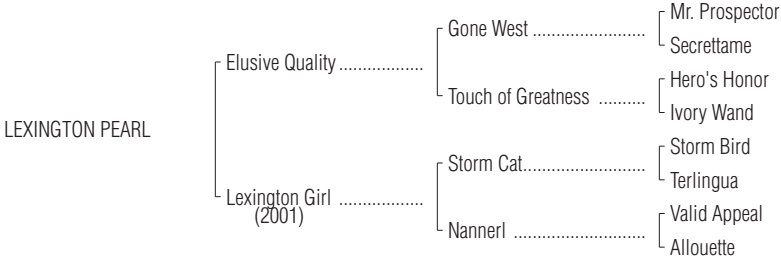 Mr. Prospector
Gone West ........................
Secrettame
Elusive Quality ..................
Hero's Honor
Touch of Greatness ..........
Ivory Wand
LEXINGTON PEARL
Storm Bird
Storm Cat..........................
Terlingua
Lexington Girl ..................
(2001)
Valid Appeal
Nannerl ............................
Allouette